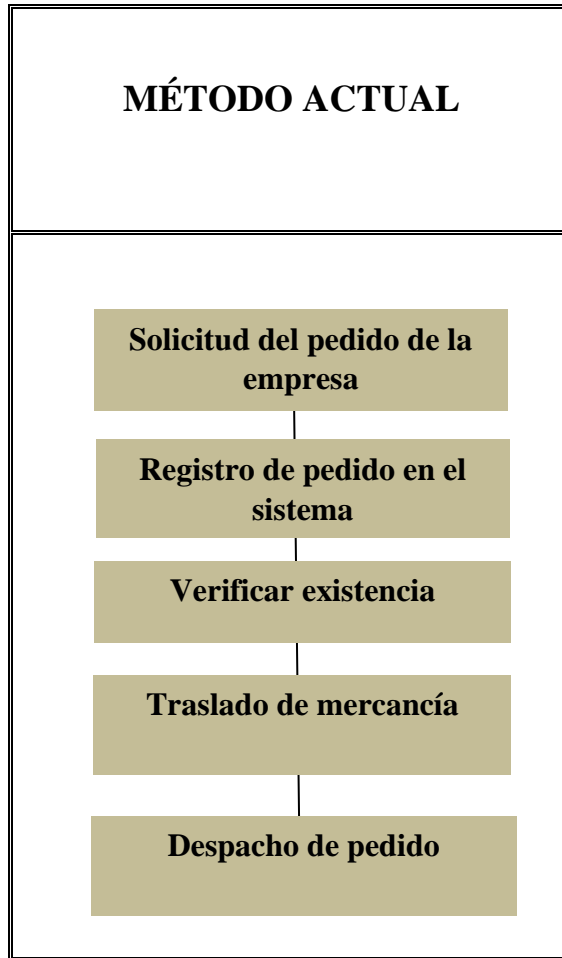 MÉTODO ACTUAL
Solicitud del pedido de la
empresa
Registro de pedido en el
sistema
Verificar existencia
Traslado de mercancía
Despacho de pedido